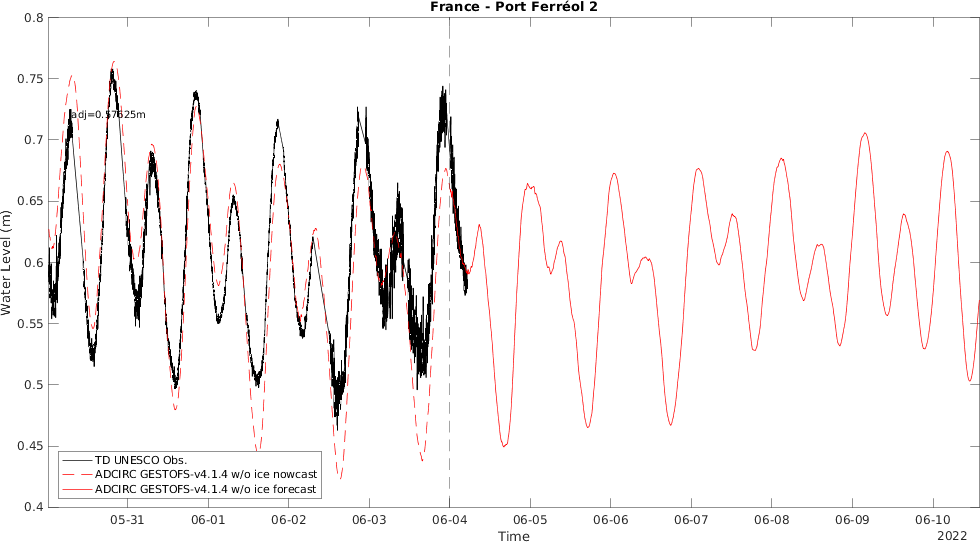 France - Port Ferréol 2
0.8
0.75
0.7
0.65
0.6
0.55
0.5
0.45
0.4
Water Level (m)
adj=0.57625m
TD UNESCO Obs.
ADCIRC GESTOFS-v4.1.4 w/o ice nowcast
ADCIRC GESTOFS-v4.1.4 w/o ice forecast
05-31 06-01 06-02 06-03 06-04 06-05 06-06 06-07 06-08 06-09 06-10
Time
2022